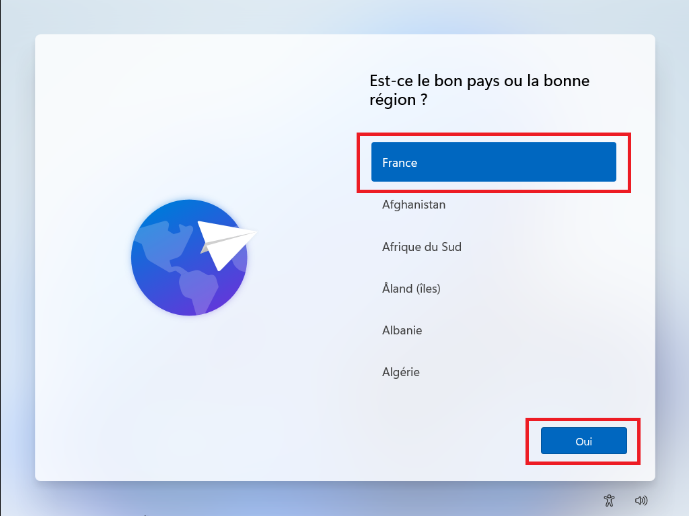 Est-ce le bon pays ou la bonne
région ?
France
Afghanistan
Afrique du Sud
Åland (îles)
Albanie
Algérie
Oui